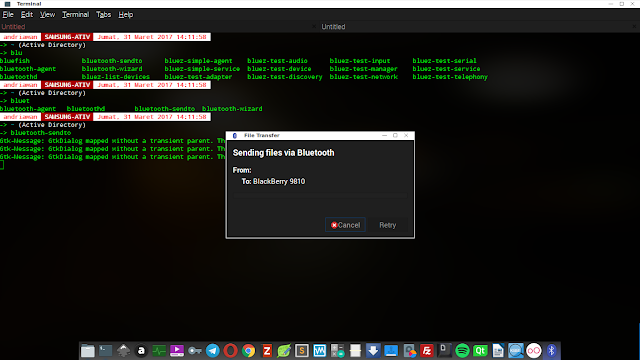 Terminal
File Edit View Terminal Tabs Help
Untitled Untitled
andriawan SAMSUNG-ATIV Jumat, 31 Maret 2017 14:11:58
-> ~ (Active Directory)
-> blu
bluefish bluetooth-sendto bluez-simple-agent bluez-test-audio bluez-test-input bluez-test-serial
bluetooth-agent bluetooth-wizard bluez-simple-service bluez-test-device bluez-test-manager bluez-test-service
bluetoothd bluez-list-devices bluez-test-adapter bluez-test-discovery bluez-test-network bluez-test-telephony
andriawan SAMSUNG-ATIV Jumat, 31 Maret 2017 14:11:58
-> ~ (Active Directory)
-> bluet
bluetooth-agent bluetoothd bluetooth-sendto bluetooth-wizard
andriawan SAMSUNG-ATIV Jumat, 31 Maret 2017 14:11:58
-> ~ (Active Directory)
-> bluetooth-sendto
Gtk-Message: GtkDialog mapped without a transient parent. Th
Gtk-Message: GtkDialog mapped without a transient parent. Th
Gtk-Message: GtkDialog mapped without a transient parent. Th
File Transfer
Sending files via Bluetooth
From:
To: BlackBerry 9810
Cancel Retry